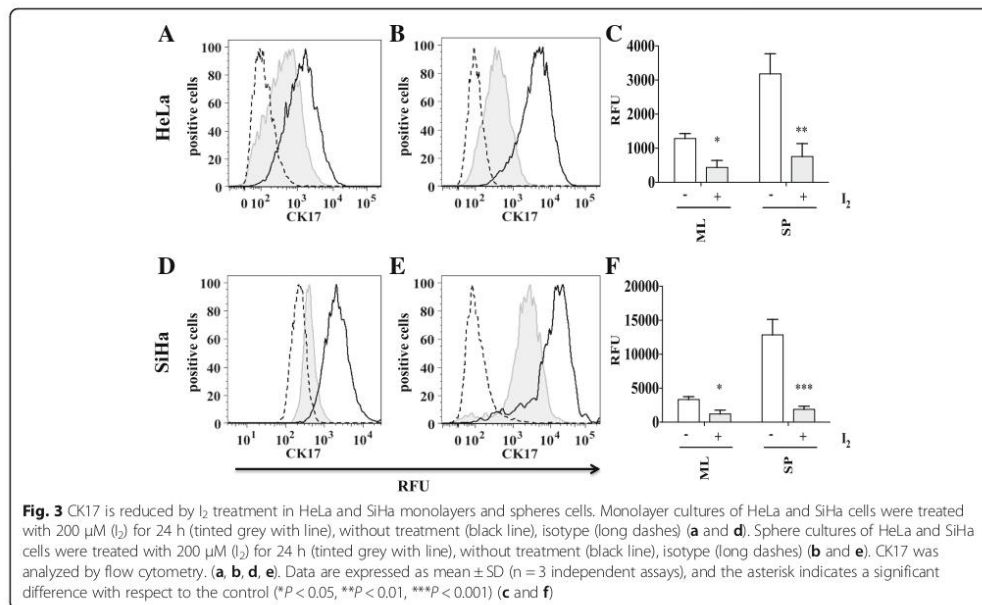 A
B
C
HeLa
positive cells
100
80
60
40
20
0
0 10² 10³ 10⁴ 10⁵
CK17
positive cells
100
80
60
40
20
0
0 10² 10³ 10⁴ 10⁵
CK17
RFU
4000
3000
2000
1000
0
* **
- + - + I₂
ML SP
D
E
F
SiHa
positive cells
100
80
60
40
20
0
10¹ 10² 10³ 10⁴
CK17
positive cells
100
80
60
40
20
0
0 10² 10³ 10⁴ 10⁵
CK17
RFU
RFU
20000
15000
10000
5000
0
* ***
- + - + I₂
ML SP
Fig. 3 CK17 is reduced by I₂ treatment in HeLa and SiHa monolayers and spheres cells. Monolayer cultures of HeLa and SiHa cells were treated
with 200 μM (I₂) for 24 h (tinted grey with line), without treatment (black line), isotype (long dashes) (a and d). Sphere cultures of HeLa and SiHa
cells were treated with 200 μM (I₂) for 24 h (tinted grey with line), without treatment (black line), isotype (long dashes) (b and e). CK17 was
analyzed by flow cytometry. (a, b, d, e). Data are expressed as mean ± SD (n = 3 independent assays), and the asterisk indicates a significant
difference with respect to the control (*P < 0.05, **P < 0.01, ***P < 0.001) (c and f)